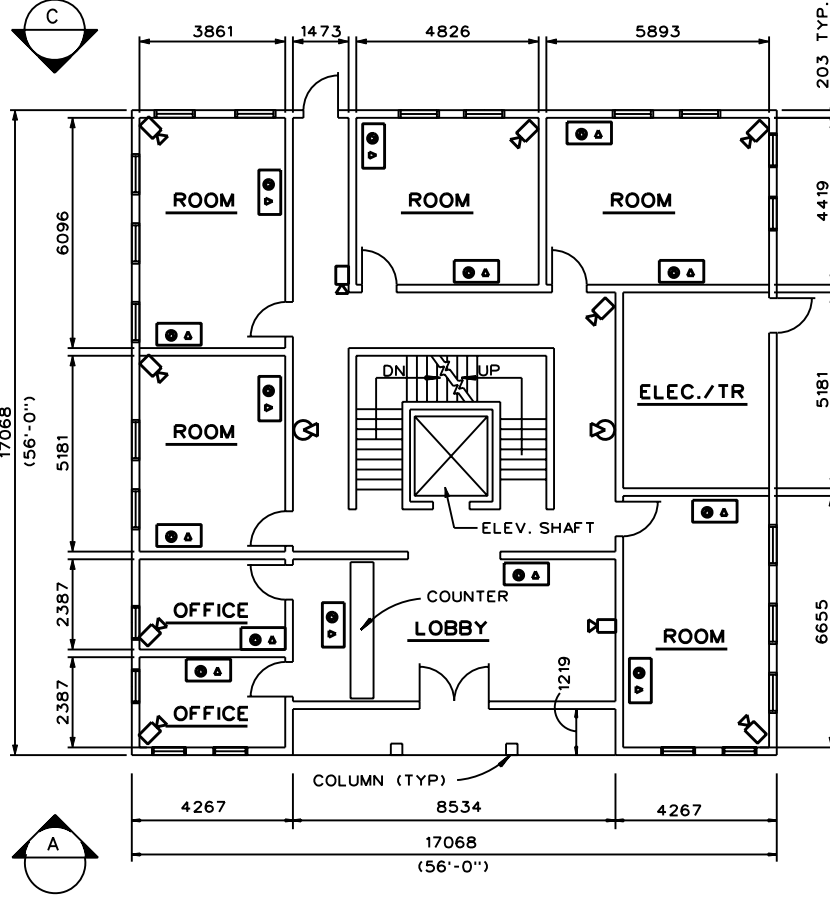 C
3861 1473 4826 5893
203 TYP.
ROOM ROOM ROOM
6096
4419
DN UP
ELEC./TR
17068
(56'-0")
5181
ROOM
5181
ELEV. SHAFT
OFFICE
2387
COUNTER
LOBBY
ROOM
6655
1219
OFFICE
2387
COLUMN (TYP)
4267 8534 4267
A
17068
(56'-0")